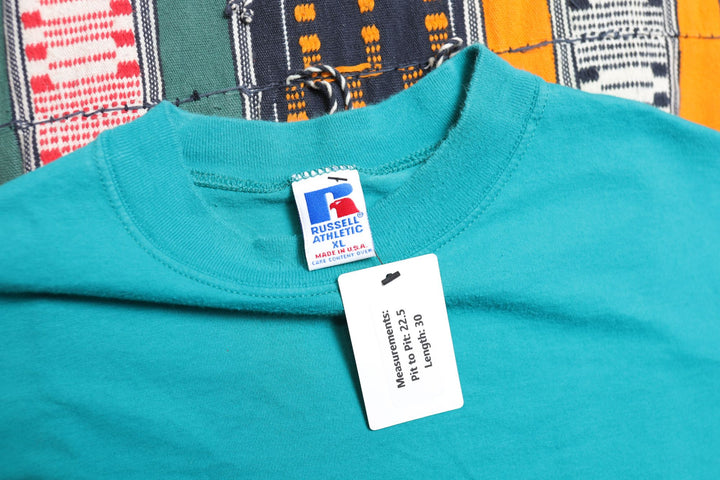 R
RUSSELL®
ATHLETIC
XL
MADE IN U.S.A.
CARE CONTENT OVER
Measurements:
Pit to Pit: 22.5
Length: 30